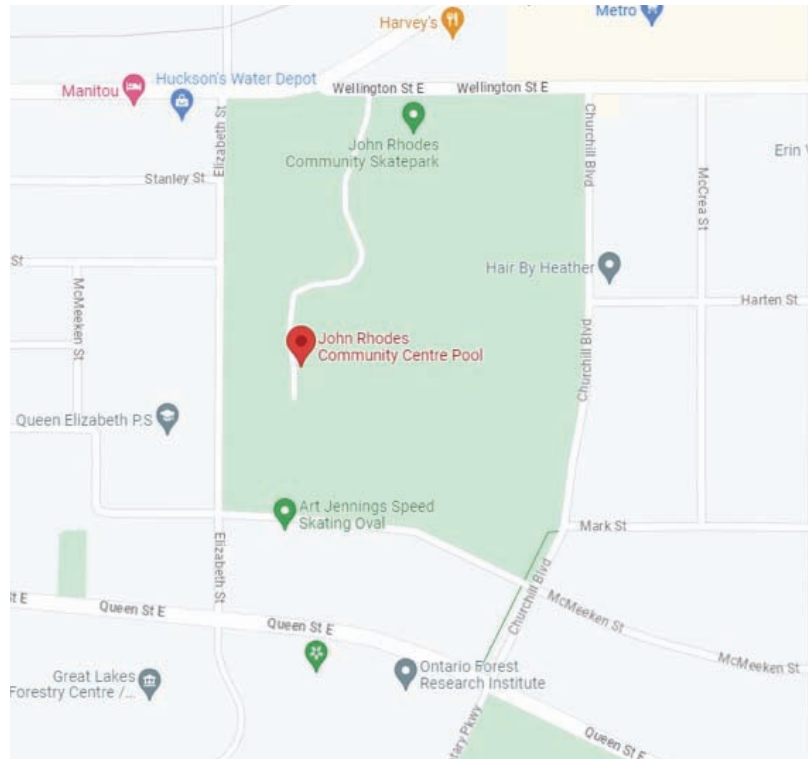 Harvey's
Metro
Manitou
Huckson's Water Depot
Wellington St E
Wellington St E
Elizabeth St
John Rhodes
Community Skatepark
Churchill Blvd
McCrea St
Erin
Stanley St
St
McMeeken St
Hair By Heather
Harten St
John Rhodes
Community Centre Pool
Churchill Blvd
Queen Elizabeth P.S
Art Jennings Speed
Skating Oval
Mark St
Elizabeth St
Churchill Blvd
McMeeken St
McMeeken St
St E
Queen St E
Queen St E
Great Lakes
Forestry Centre /...
Ontario Forest
Research Institute
tary Pkwy
Queen St E